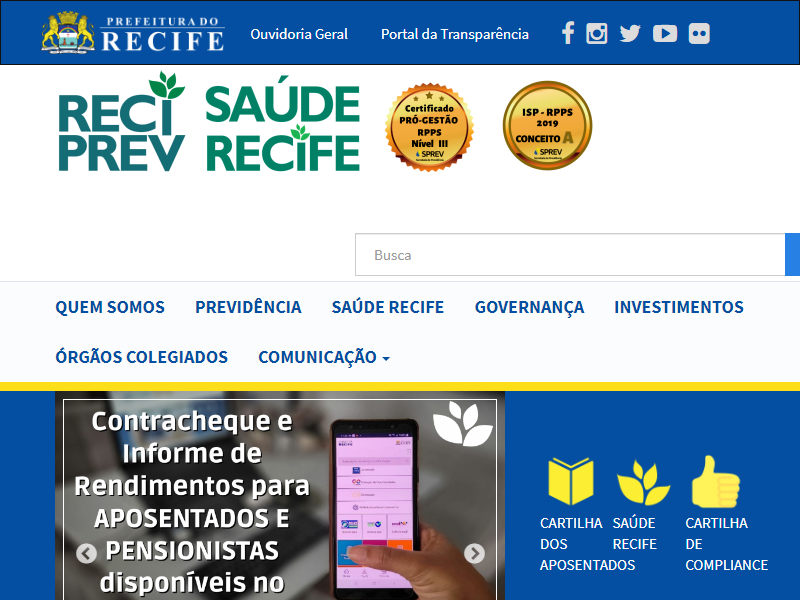 PREFEITURA DO
RECIFE
Ouvidoria Geral
Portal da Transparência
RECI
PREV
SAÚDE
RECIFE
Certificado
PRÓ-GESTÃO
RPPS
Nível III
SPREV
ISP - RPPS
2019
CONCEITO A
SPREV
Busca
QUEM SOMOS
PREVIDÊNCIA
SAÚDE RECIFE
GOVERNANÇA
INVESTIMENTOS
ÓRGÃOS COLEGIADOS
COMUNICAÇÃO
Contracheque e
Informe de
Rendimentos para
APOSENTADOS E
PENSIONISTAS
disponíveis no
CARTILHA
DOS
APOSENTADOS
SAÚDE
RECIFE
CARTILHA
DE
COMPLIANCE